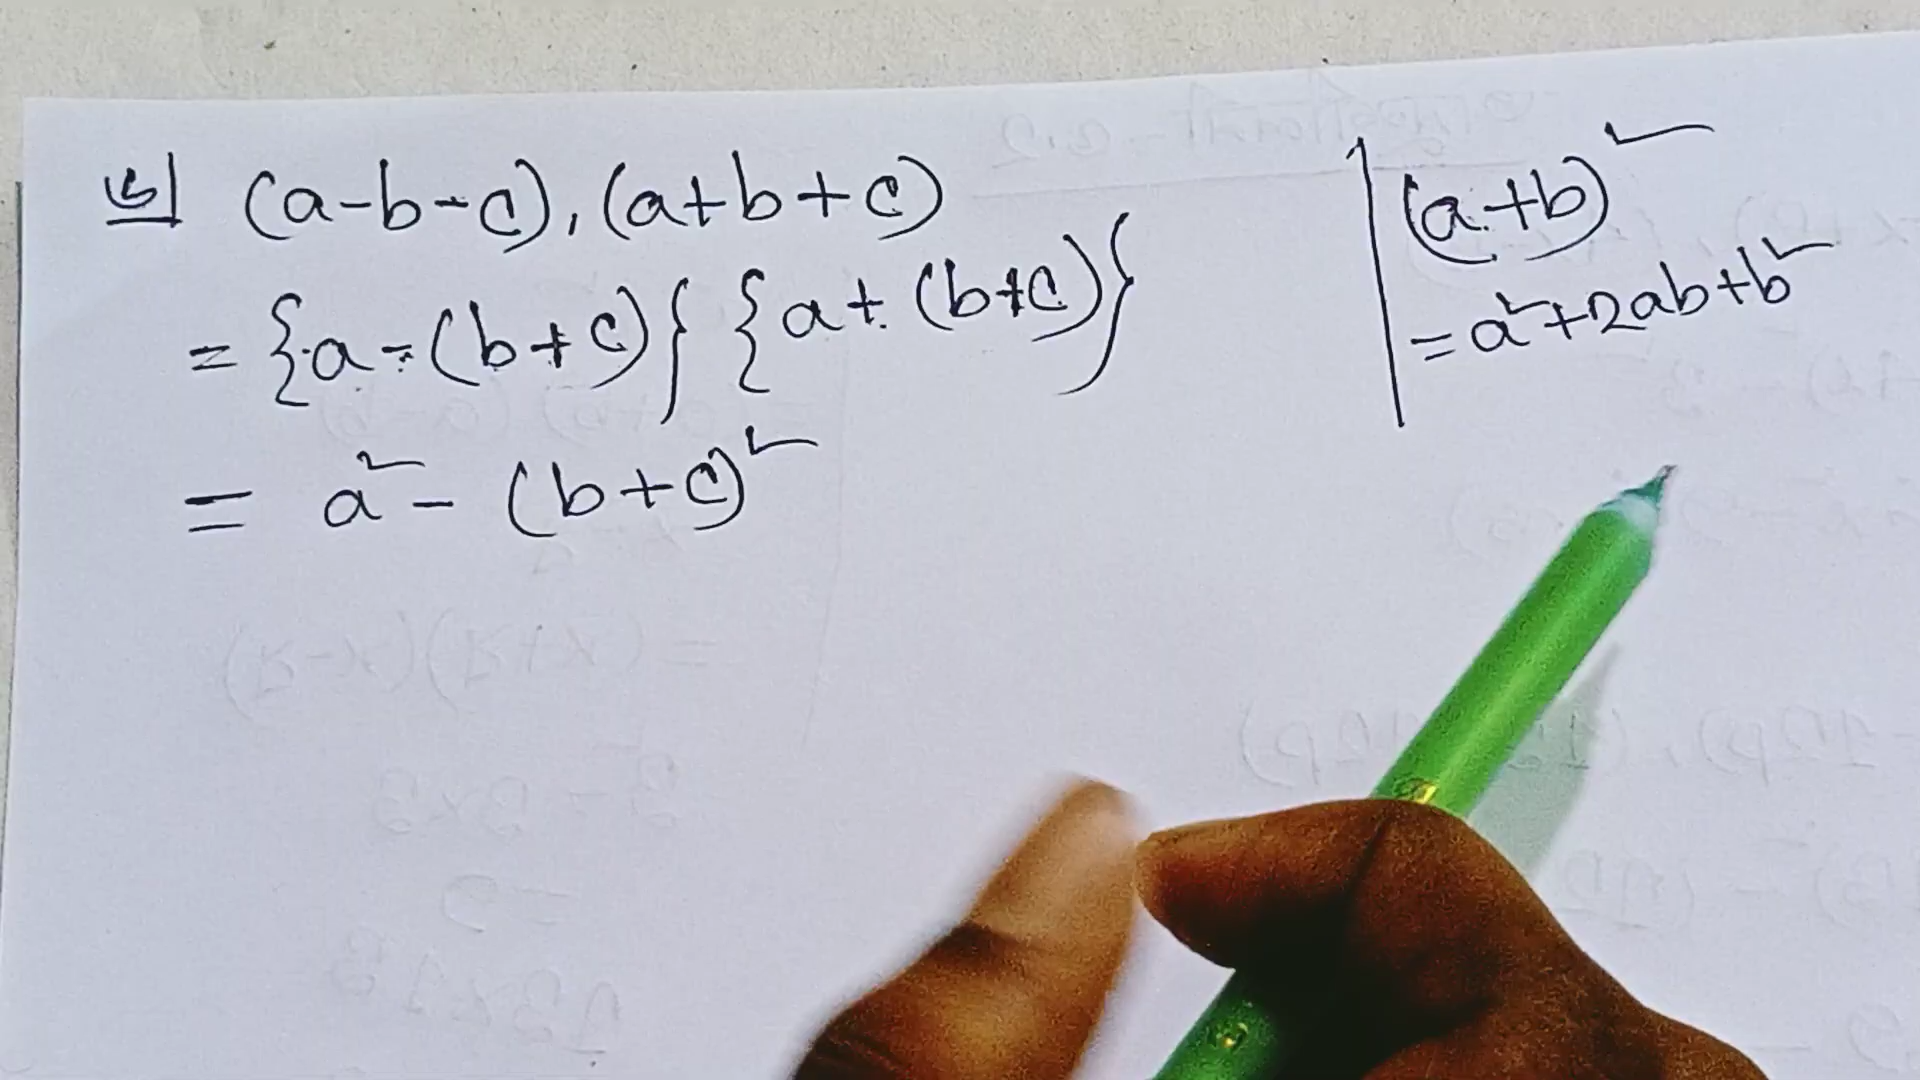 ৬| (a-b-c), (a+b+c)
= {a-(b+c)} {a+(b+c)}
= a² - (b+c)²
(a+b)²
= a²+2ab+b²